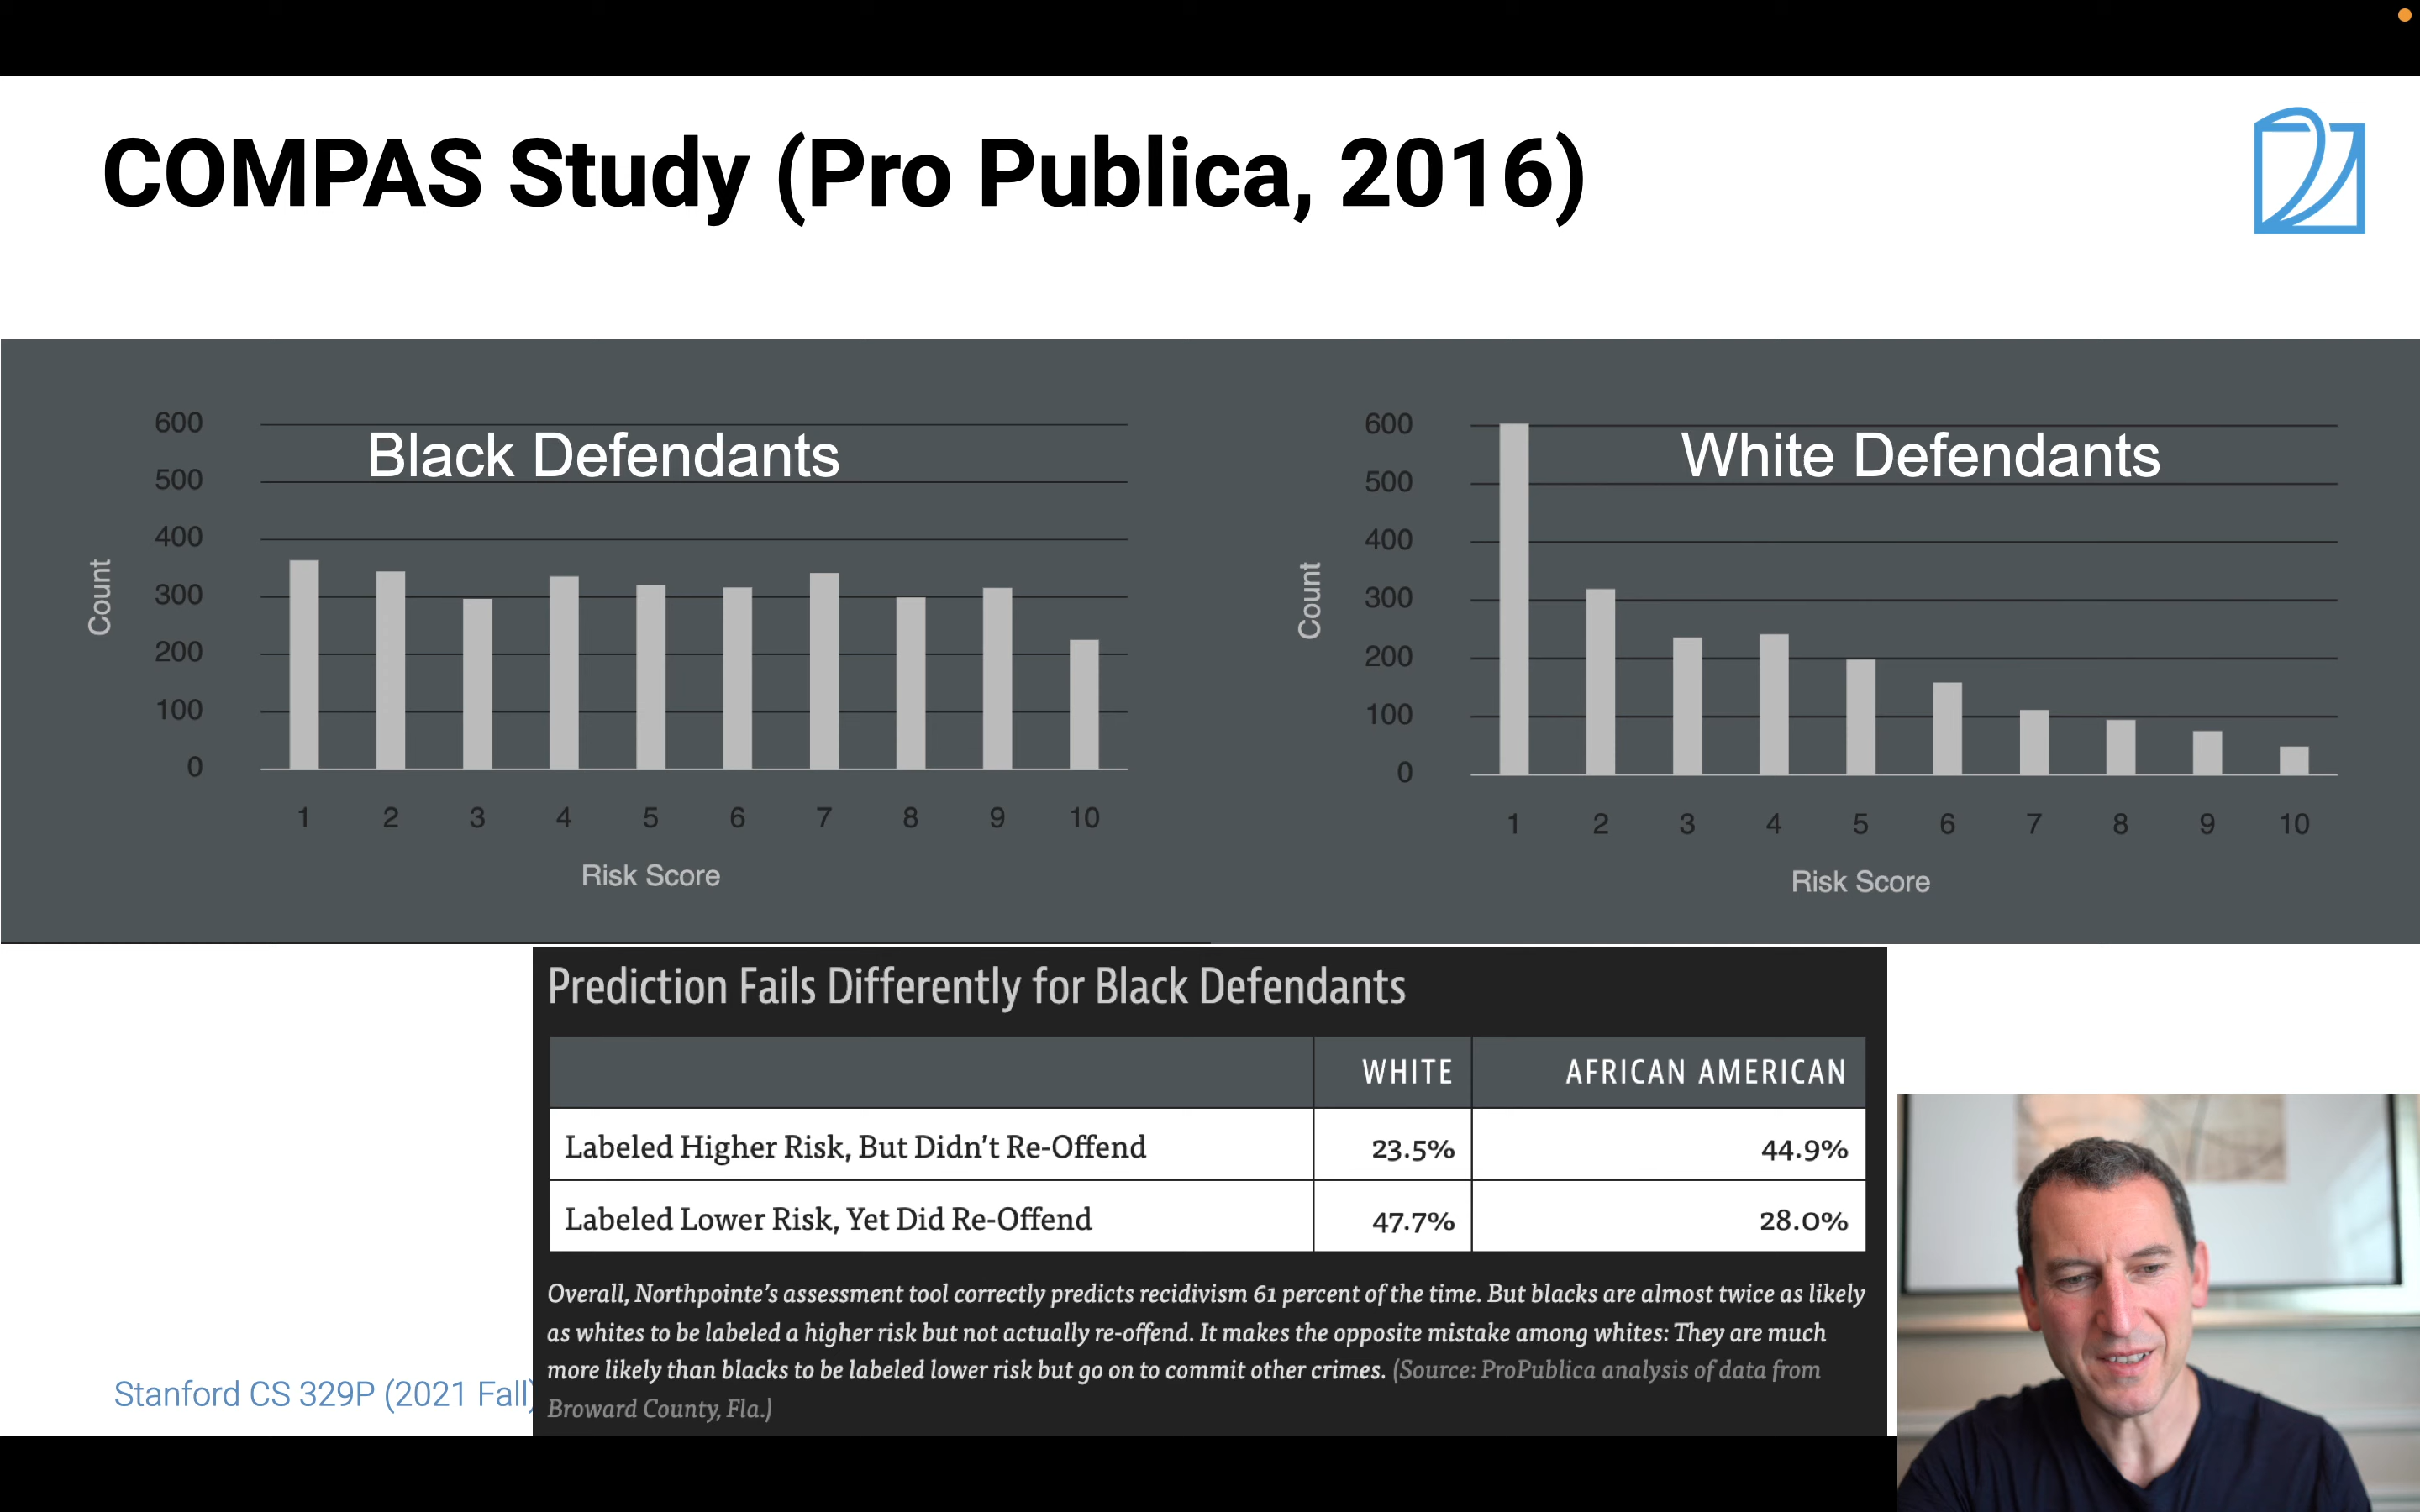 COMPAS Study (Pro Publica, 2016)
Black Defendants
600
500
400
300
200
100
0
Count
1 2 3 4 5 6 7 8 9 10
Risk Score
White Defendants
600
500
400
300
200
100
0
Count
1 2 3 4 5 6 7 8 9 10
Risk Score
Prediction Fails Differently for Black Defendants
WHITE AFRICAN AMERICAN
Labeled Higher Risk, But Didn’t Re-Offend 23.5% 44.9%
Labeled Lower Risk, Yet Did Re-Offend 47.7% 28.0%
Overall, Northpointe’s assessment tool correctly predicts recidivism 61 percent of the time. But blacks are almost twice as likely
as whites to be labeled a higher risk but not actually re-offend. It makes the opposite mistake among whites: They are much
more likely than blacks to be labeled lower risk but go on to commit other crimes. (Source: ProPublica analysis of data from
Broward County, Fla.)
Stanford CS 329P (2021 Fall)